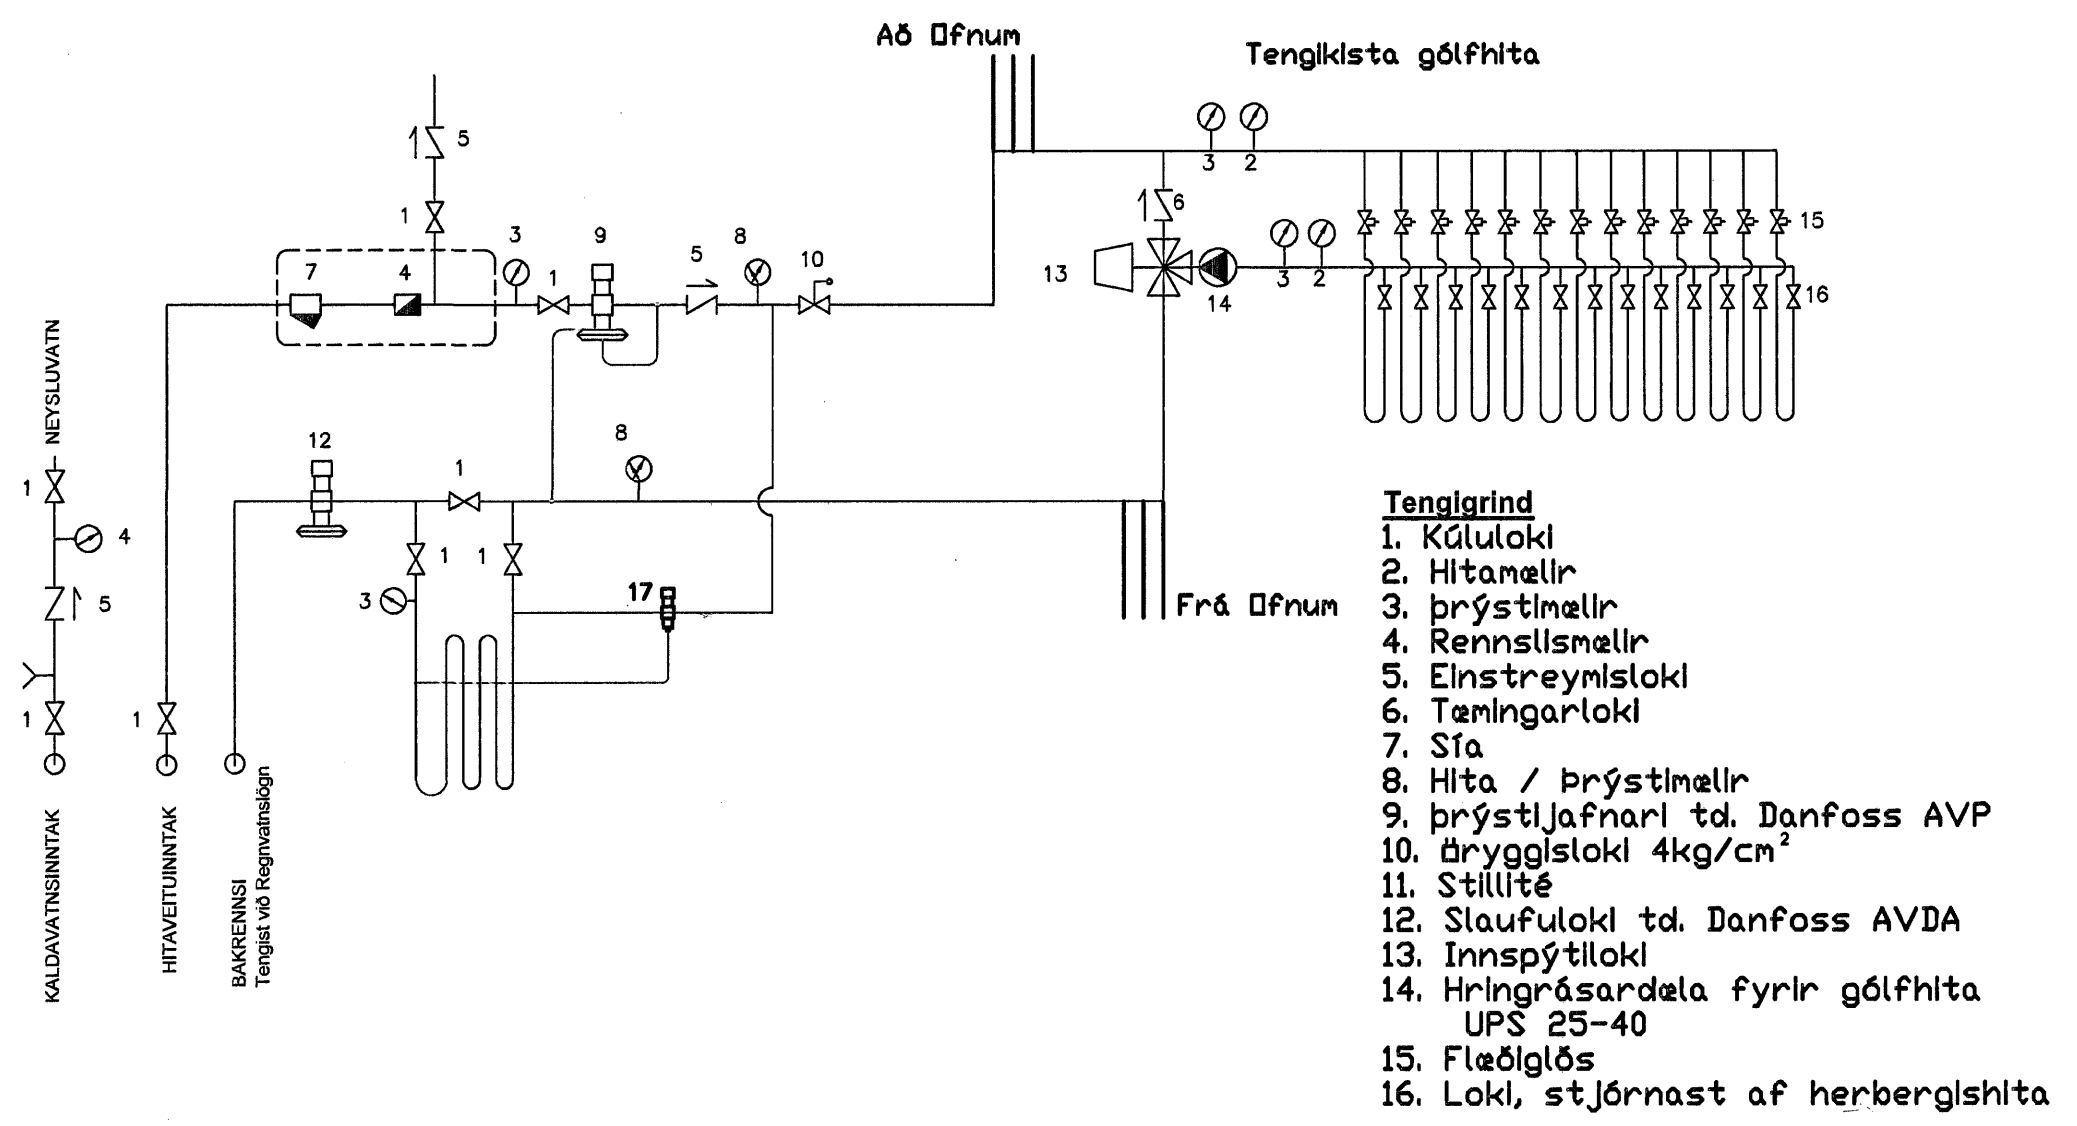 Að Ofnum
Tengikista gólfhita
5
3
2
1
6
15
3
9
5
8
10
7
4
1
13
3
2
14
16
NEYSLUVATN
12
1
8
1
4
1
1
5
3
17
Frá Ofnum
1
1
KALDAVATNSINNTAK
HITAVEITUINNTAK
BAKRENNSI
Tengist við Regnvatnslögn
Tengigrind
1. Kúluloki
2. Hitamælir
3. Þrýstimælir
4. Rennslismælir
5. Einstreymisloki
6. Tæmingarloki
7. Sía
8. Hita / Þrýstimælir
9. Þrýstijafnari td. Danfoss AVP
10. öryggisloki 4kg/cm²
11. Stillité
12. Slaufuloki td. Danfoss AVDA
13. Innspýtiloki
14. Hringrásardæla fyrir gólfhita
UPS 25-40
15. Flæðiglös
16. Loki, stjórnast af herbergishita